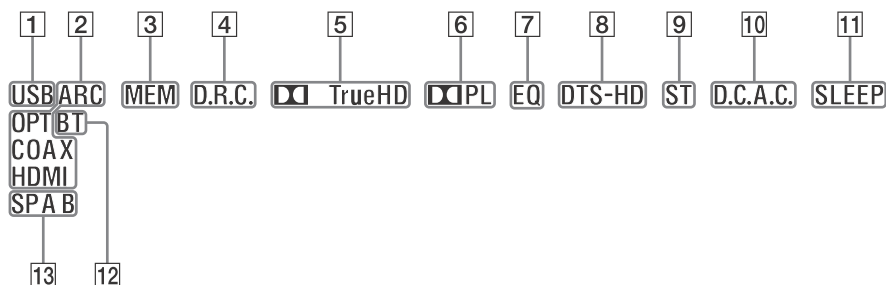 1 2 3 4 5 6 7 8 9 10 11
USB ARC MEM D.R.C. TrueHD PL EQ DTS-HD ST D.C.A.C. SLEEP
OPT BT
COAX
HDMI
SP A B
13 12